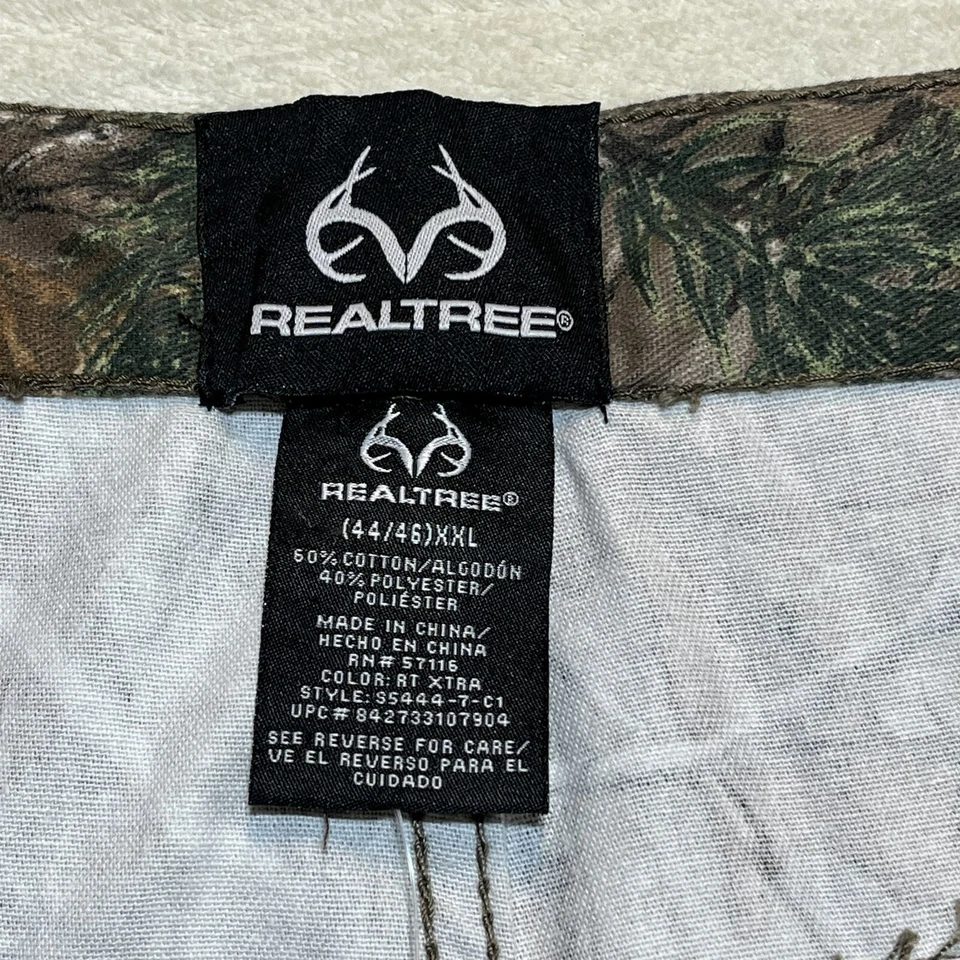 REALTREE®
REALTREE®
(44/46)XXL
60% COTTON/ALGODÓN
40% POLYESTER/
POLIÉSTER
MADE IN CHINA/
HECHO EN CHINA
RN# 57116
COLOR: RT XTRA
STYLE: S5444-7-C1
UPC# 842733107904
SEE REVERSE FOR CARE/
VE EL REVERSO PARA EL
CUIDADO